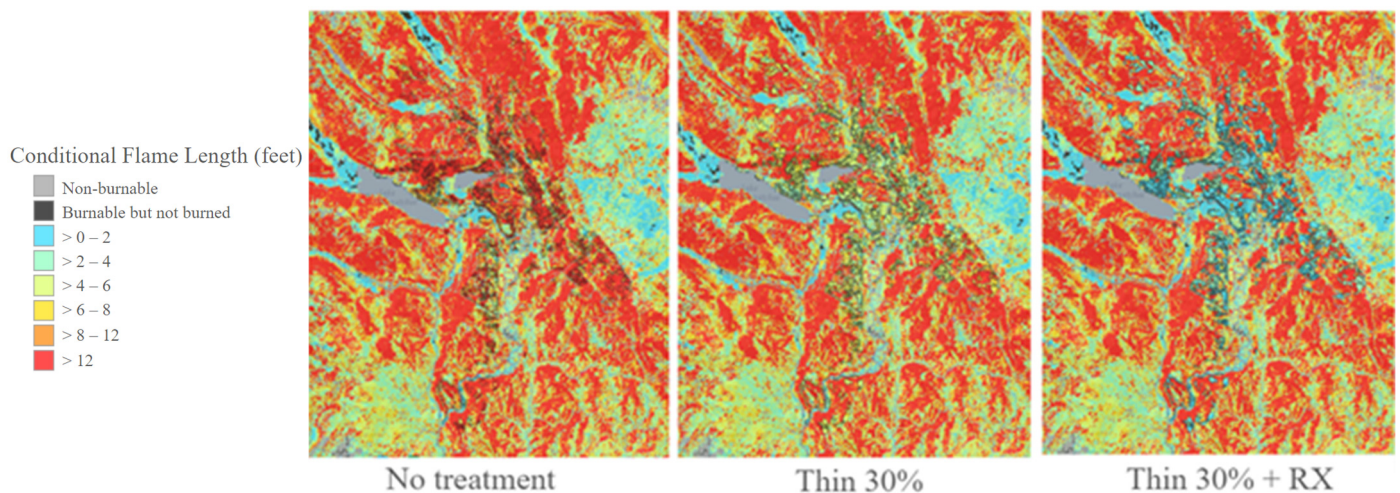 Conditional Flame Length (feet)
Non-burnable
Burnable but not burned
> 0 – 2
> 2 – 4
> 4 – 6
> 6 – 8
> 8 – 12
> 12
No treatment
Thin 30%
Thin 30% + RX